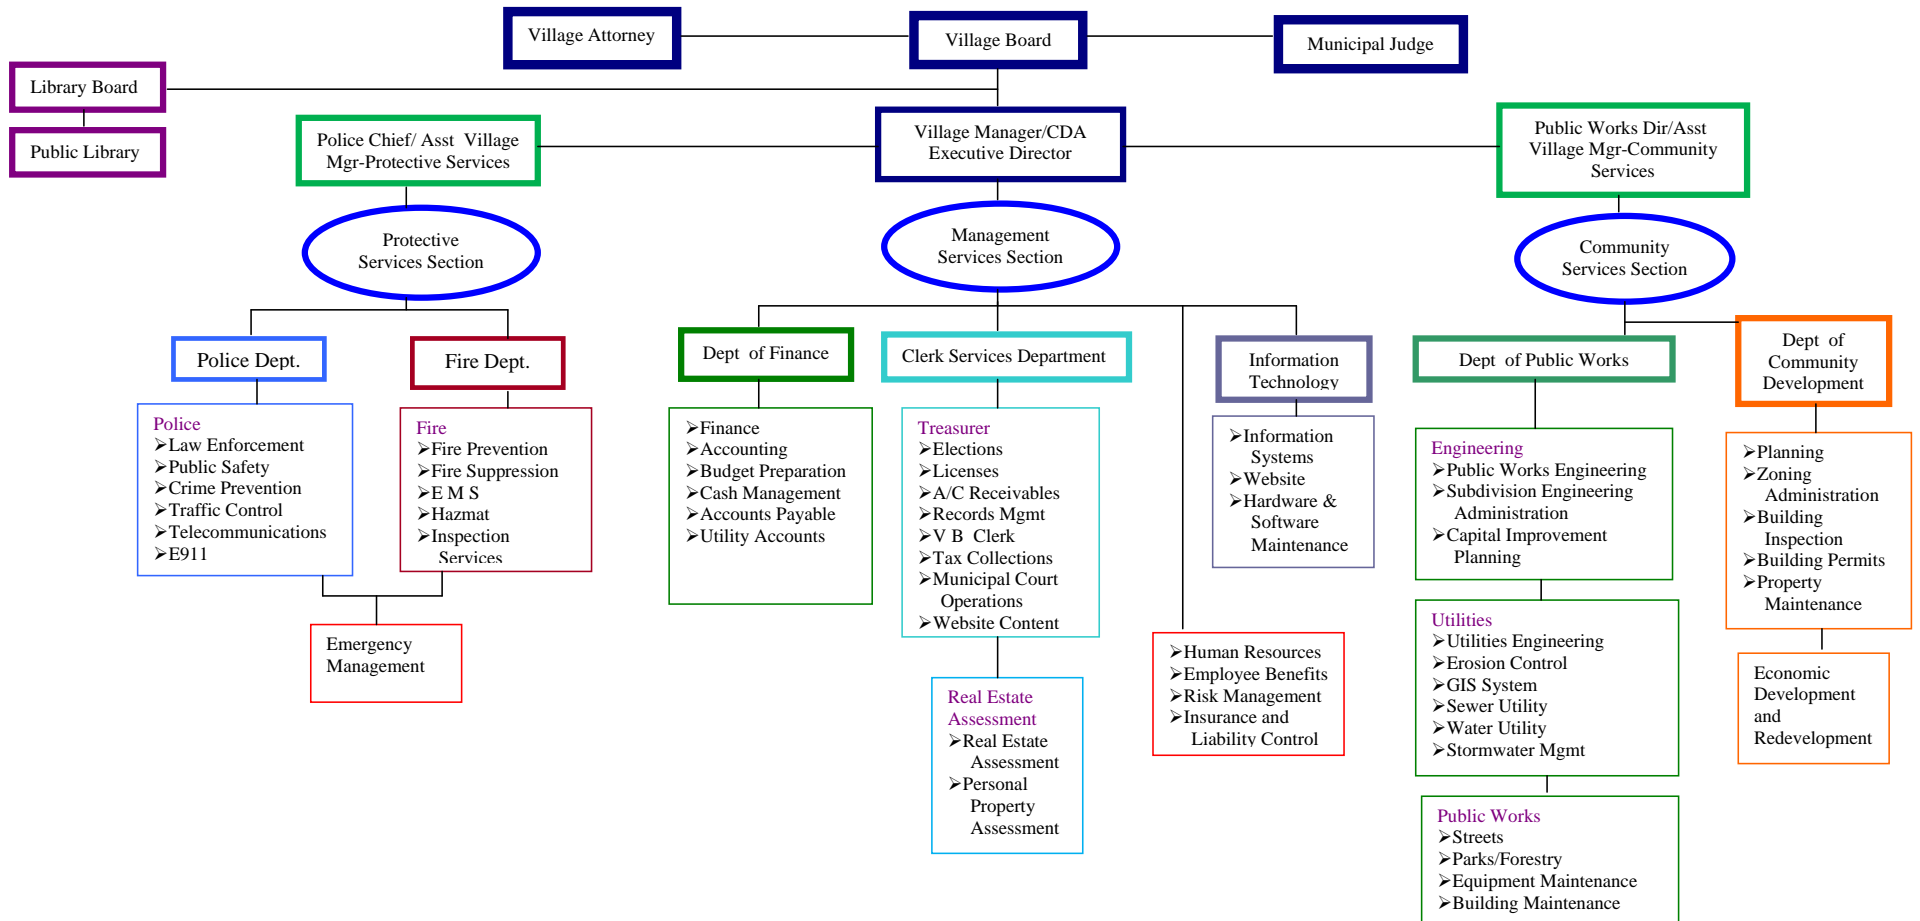 Village Attorney
Village Board
Municipal Judge
Library Board
Public Library
Police Chief/ Asst Village
Mgr-Protective Services
Village Manager/CDA
Executive Director
Public Works Dir/Asst
Village Mgr-Community
Services
Protective
Services Section
Management
Services Section
Community
Services Section
Police Dept.
Fire Dept.
Dept of Finance
Clerk Services Department
Information
Technology
Dept of Public Works
Dept of
Community
Development
Police
➢Law Enforcement
➢Public Safety
➢Crime Prevention
➢Traffic Control
➢Telecommunications
➢E911
Fire
➢Fire Prevention
➢Fire Suppression
➢E M S
➢Hazmat
➢Inspection
Services
Emergency
Management
➢Finance
➢Accounting
➢Budget Preparation
➢Cash Management
➢Accounts Payable
➢Utility Accounts
Treasurer
➢Elections
➢Licenses
➢A/C Receivables
➢Records Mgmt
➢V B Clerk
➢Tax Collections
➢Municipal Court
Operations
➢Website Content
Real Estate
Assessment
➢Real Estate
Assessment
➢Personal
Property
Assessment
➢Human Resources
➢Employee Benefits
➢Risk Management
➢Insurance and
Liability Control
➢Information
Systems
➢Website
➢Hardware &
Software
Maintenance
Engineering
➢Public Works Engineering
➢Subdivision Engineering
Administration
➢Capital Improvement
Planning
Utilities
➢Utilities Engineering
➢Erosion Control
➢GIS System
➢Sewer Utility
➢Water Utility
➢Stormwater Mgmt
Public Works
➢Streets
➢Parks/Forestry
➢Equipment Maintenance
➢Building Maintenance
➢Planning
➢Zoning
Administration
➢Building
Inspection
➢Building Permits
➢Property
Maintenance
Economic
Development
and
Redevelopment